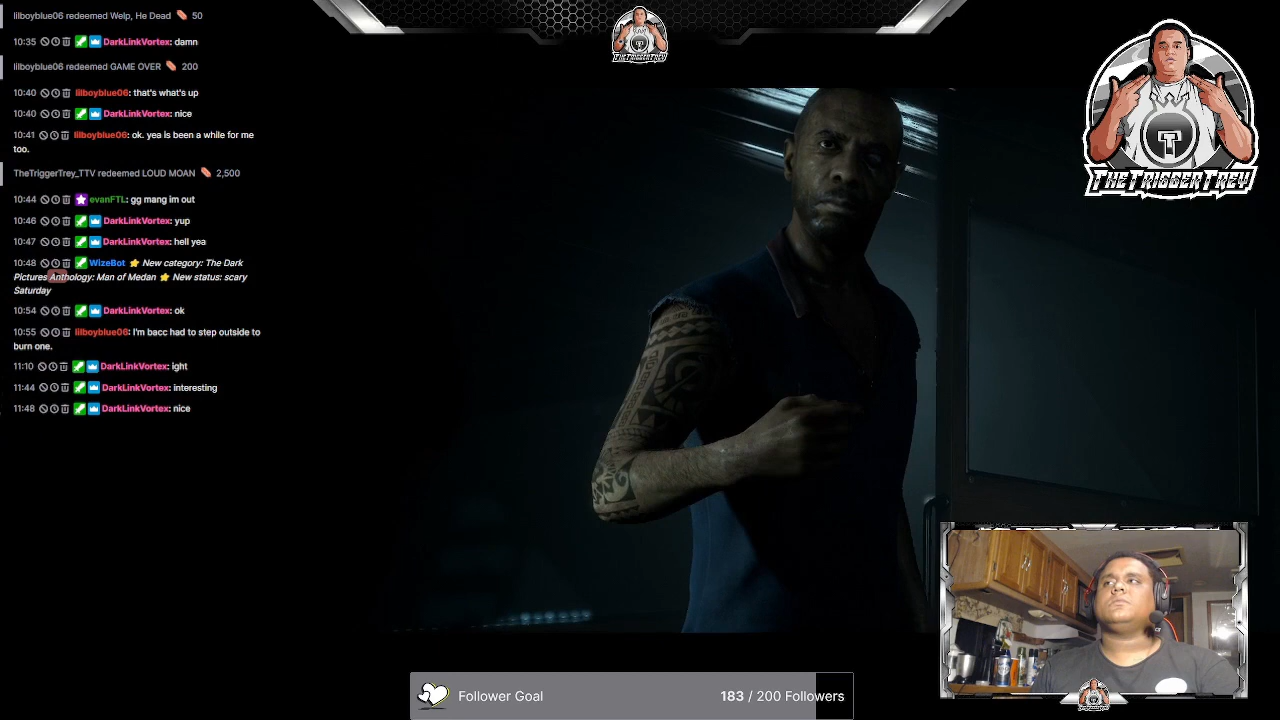 lilboyblue06 redeemed Welp, He Dead 50
10:35 DarkLinkVortex: damn
lilboyblue06 redeemed GAME OVER 200
10:40 lilboyblue06: that's what's up
10:40 DarkLinkVortex: nice
10:41 lilboyblue06: ok. yea is been a while for me
too.
TheTriggerTrey_TTV redeemed LOUD MOAN 2,500
10:44 evanFTL: gg mang im out
10:46 DarkLinkVortex: yup
10:47 DarkLinkVortex: hell yea
10:48 WizeBot New category: The Dark
Pictures Anthology: Man of Medan New status: scary
Saturday
10:54 DarkLinkVortex: ok
10:55 lilboyblue06: I'm bacc had to step outside to
burn one.
11:10 DarkLinkVortex: ight
11:44 DarkLinkVortex: interesting
11:48 DarkLinkVortex: nice
THETRIGGERTREY
T
THETRIGGERTREY
Follower Goal 183 / 200 Followers